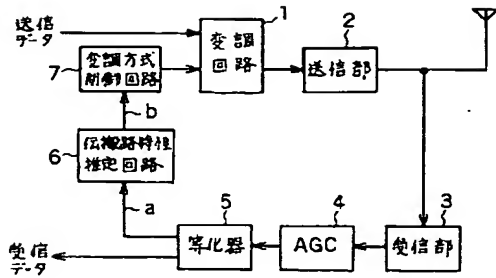 送信
データ
1
変調
回路
2
送信部
7
変調方式
制御回路
b
6
伝搬路特性
推定回路
a
5
等化器
4
AGC
3
受信部
受信
データ